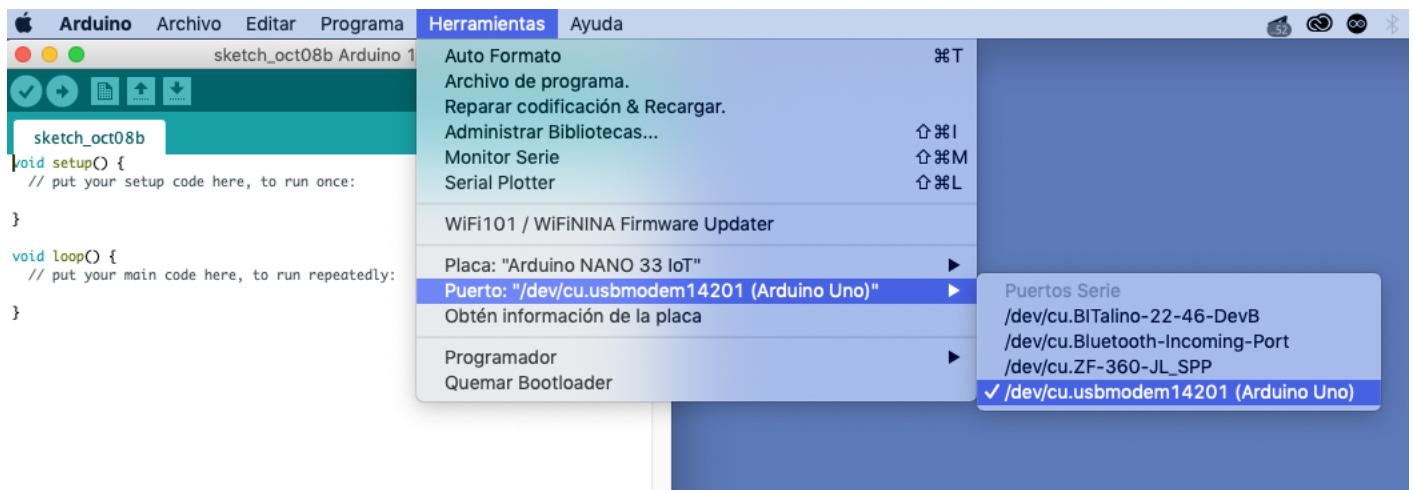 Arduino Archivo Editar Programa Herramientas Ayuda
52
sketch_oct08b Arduino 1
sketch_oct08b
void setup() {
// put your setup code here, to run once:
}
void loop() {
// put your main code here, to run repeatedly:
}
Auto Formato ⌘T
Archivo de programa.
Reparar codificación & Recargar.
Administrar Bibliotecas... ⇧⌘I
Monitor Serie ⇧⌘M
Serial Plotter ⇧⌘L
WiFi101 / WiFiNINA Firmware Updater
Placa: "Arduino NANO 33 IoT"
Puerto: "/dev/cu.usbmodem14201 (Arduino Uno)"
Obtén información de la placa
Programador
Quemar Bootloader
Puertos Serie
/dev/cu.BITalino-22-46-DevB
/dev/cu.Bluetooth-Incoming-Port
/dev/cu.ZF-360-JL_SPP
✓ /dev/cu.usbmodem14201 (Arduino Uno)